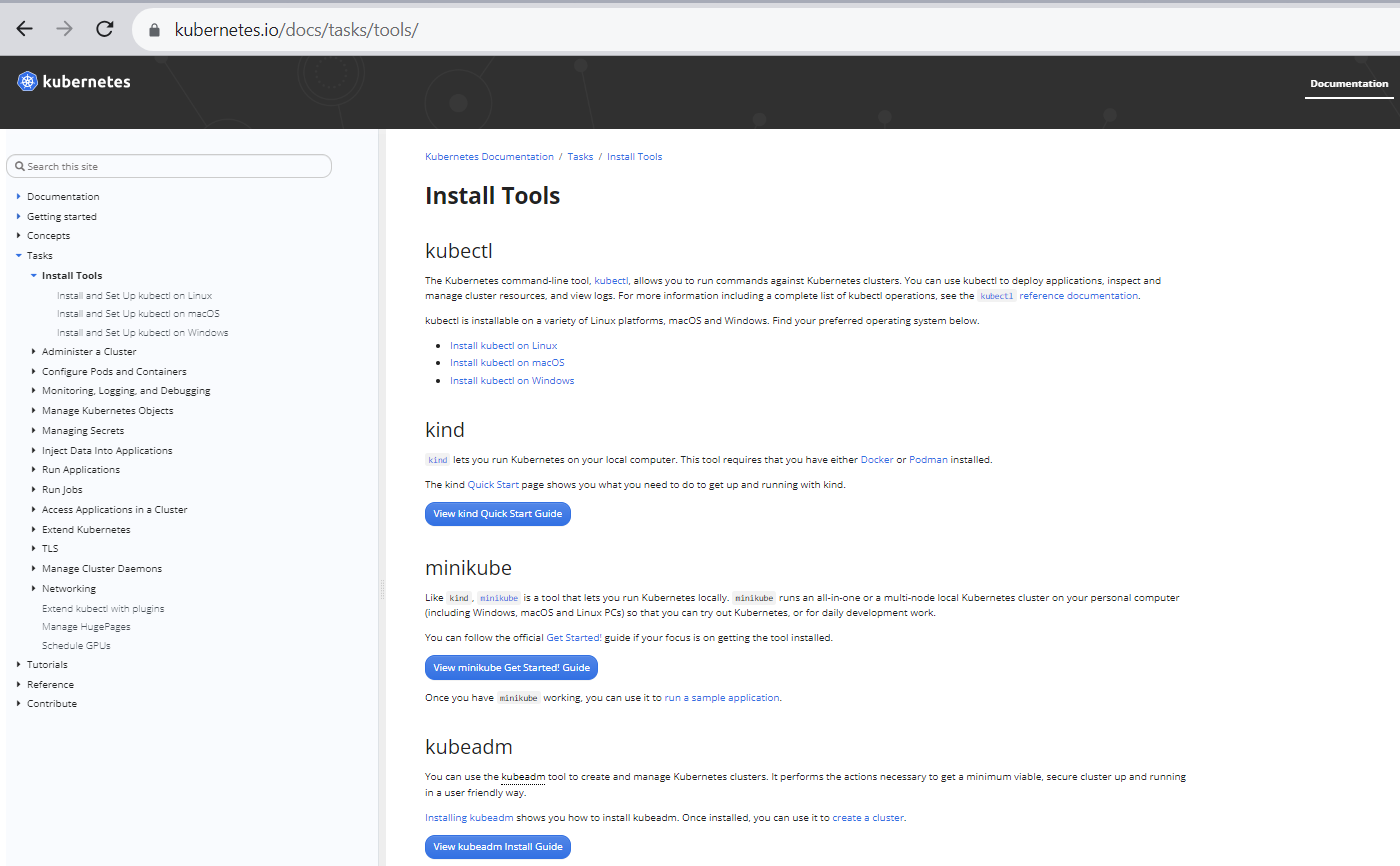 kubernetes.io/docs/tasks/tools/
kubernetes
Documentation
Search this site
Documentation
Getting started
Concepts
Tasks
Install Tools
Install and Set Up kubectl on Linux
Install and Set Up kubectl on macOS
Install and Set Up kubectl on Windows
Administer a Cluster
Configure Pods and Containers
Monitoring, Logging, and Debugging
Manage Kubernetes Objects
Managing Secrets
Inject Data Into Applications
Run Applications
Run Jobs
Access Applications in a Cluster
Extend Kubernetes
TLS
Manage Cluster Daemons
Networking
Extend kubectl with plugins
Manage HugePages
Schedule GPUs
Tutorials
Reference
Contribute
Kubernetes Documentation / Tasks / Install Tools
Install Tools
kubectl
The Kubernetes command-line tool, kubectl, allows you to run commands against Kubernetes clusters. You can use kubectl to deploy applications, inspect and
manage cluster resources, and view logs. For more information including a complete list of kubectl operations, see the kubectl reference documentation.
kubectl is installable on a variety of Linux platforms, macOS and Windows. Find your preferred operating system below.
• Install kubectl on Linux
• Install kubectl on macOS
• Install kubectl on Windows
kind
kind lets you run Kubernetes on your local computer. This tool requires that you have either Docker or Podman installed.
The kind Quick Start page shows you what you need to do to get up and running with kind.
View kind Quick Start Guide
minikube
Like kind, minikube is a tool that lets you run Kubernetes locally. minikube runs an all-in-one or a multi-node local Kubernetes cluster on your personal computer
(including Windows, macOS and Linux PCs) so that you can try out Kubernetes, or for daily development work.
You can follow the official Get Started! guide if your focus is on getting the tool installed.
View minikube Get Started! Guide
Once you have minikube working, you can use it to run a sample application.
kubeadm
You can use the kubeadm tool to create and manage Kubernetes clusters. It performs the actions necessary to get a minimum viable, secure cluster up and running
in a user friendly way.
Installing kubeadm shows you how to install kubeadm. Once installed, you can use it to create a cluster.
View kubeadm Install Guide